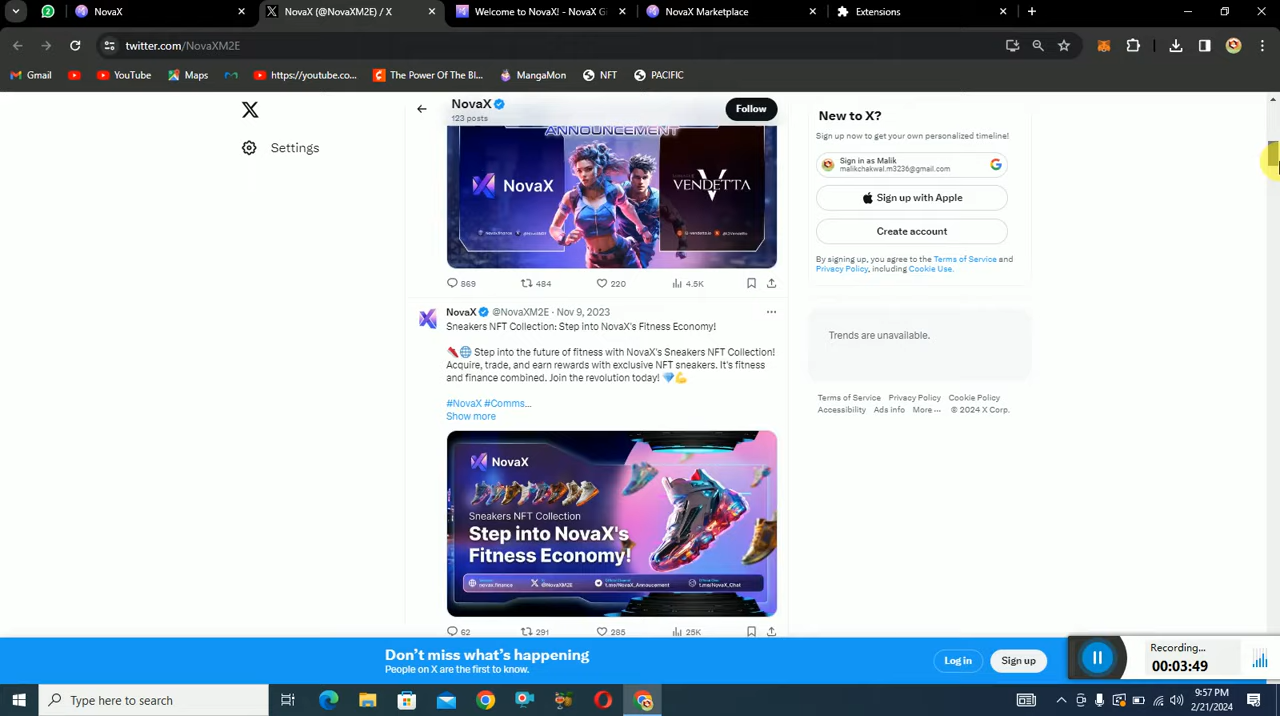 NovaX
NovaX (@NovaXM2E) / X
Welcome to NovaX! - NovaX Gi
NovaX Marketplace
Extensions
twitter.com/NovaXM2E
Gmail
YouTube
Maps
https://youtube.co...
The Power Of The Bl...
MangaMon
NFT
PACIFIC
NovaX
123 posts
Follow
Settings
ANNOUNCEMENT
NovaX
VENDETTA
869
484
220
4.5K
NovaX @NovaXM2E · Nov 9, 2023
Sneakers NFT Collection: Step into NovaX's Fitness Economy!
👟🌐 Step into the future of fitness with NovaX's Sneakers NFT Collection!
Acquire, trade, and earn rewards with exclusive NFT sneakers. It's fitness
and finance combined. Join the revolution today! 💎💪
#NovaX #Comms...
Show more
NovaX
Sneakers NFT Collection
Step into NovaX's
Fitness Economy!
novax.finance
@NovaXM2E
t.me/NovaX_Annoucement
t.me/NovaX_Chat
62
291
285
25K
New to X?
Sign up now to get your own personalized timeline!
Sign in as Malik
malikchakwal.m3236@gmail.com
Sign up with Apple
Create account
By signing up, you agree to the Terms of Service and
Privacy Policy, including Cookie Use.
Trends are unavailable.
Terms of Service Privacy Policy Cookie Policy
Accessibility Ads info More ··· © 2024 X Corp.
Don't miss what's happening
People on X are the first to know.
Log in
Sign up
Recording...
00:03:49
Type here to search
9:57 PM
2/21/2024